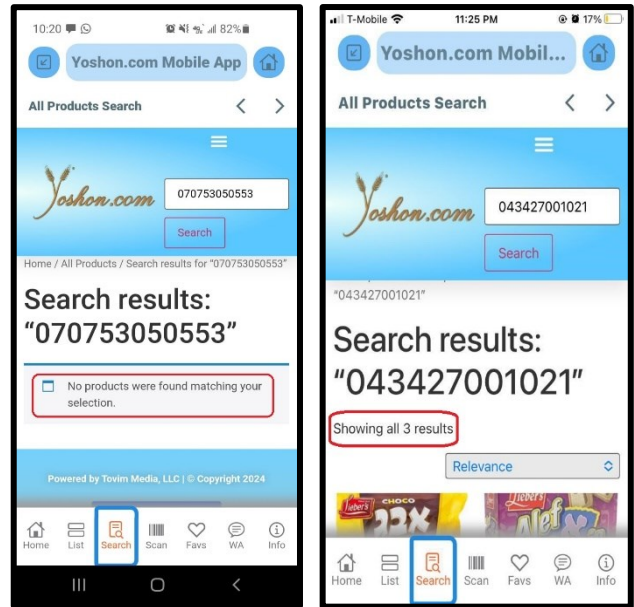 10:20 82%
Yoshon.com Mobile App
All Products Search
Yoshon.com
070753050553
Search
Home / All Products / Search results for "070753050553"
Search results:
“070753050553”
No products were found matching your
selection.
Powered by Tovim Media, LLC | © Copyright 2024
Home List Search Scan Favs WA Info
T-Mobile 11:25 PM 17%
Yoshon.com Mobil...
All Products Search
Yoshon.com
043427001021
Search
"043427001021"
Search results:
“043427001021”
Showing all 3 results
Relevance
Lieber's CHOCO
Lieber's Alef
Home List Search Scan Favs WA Info